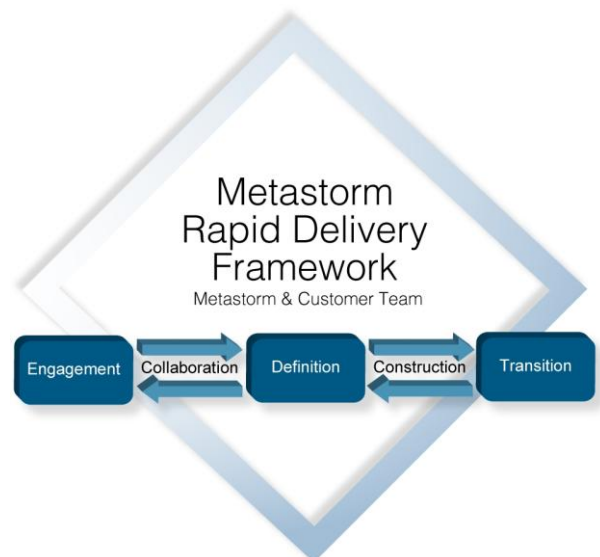 Metastorm
Rapid Delivery
Framework
Metastorm & Customer Team
Engagement
Collaboration
Definition
Construction
Transition